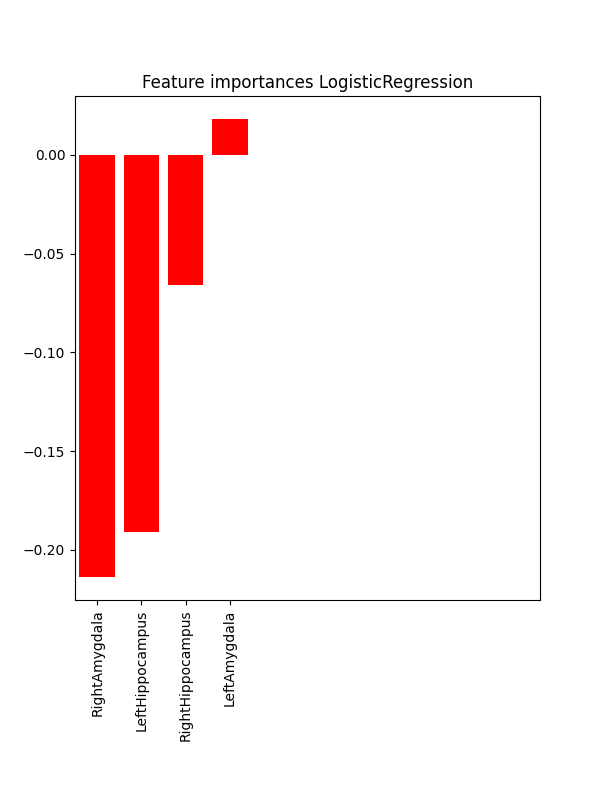 Feature importances LogisticRegression
0.00
−0.05
−0.10
−0.15
−0.20
RightAmygdala
LeftHippocampus
RightHippocampus
LeftAmygdala